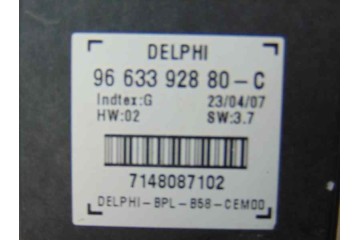 DELPHI
96 633 928 80-C
Indtex:G 23/04/07
HW:02 SW:3.7
7148087102
DELPHI-BPL-B58-CEM00